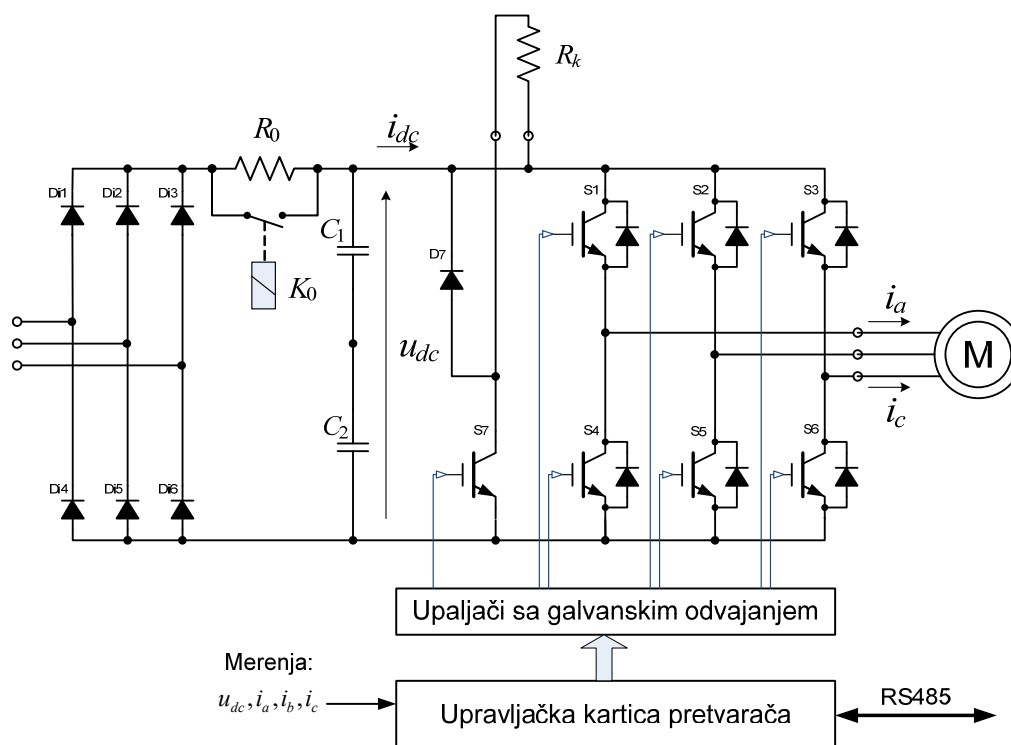 R_k
R_0
i_dc
Di1
Di2
Di3
S1
S2
S3
C_1
D7
K_0
i_a
u_dc
M
i_c
C_2
S7
S4
S5
S6
Di4
Di5
Di6
Upaljači sa galvanskim odvajanjem
Merenja:
u_dc, i_a, i_b, i_c
Upravljačka kartica pretvarača
RS485